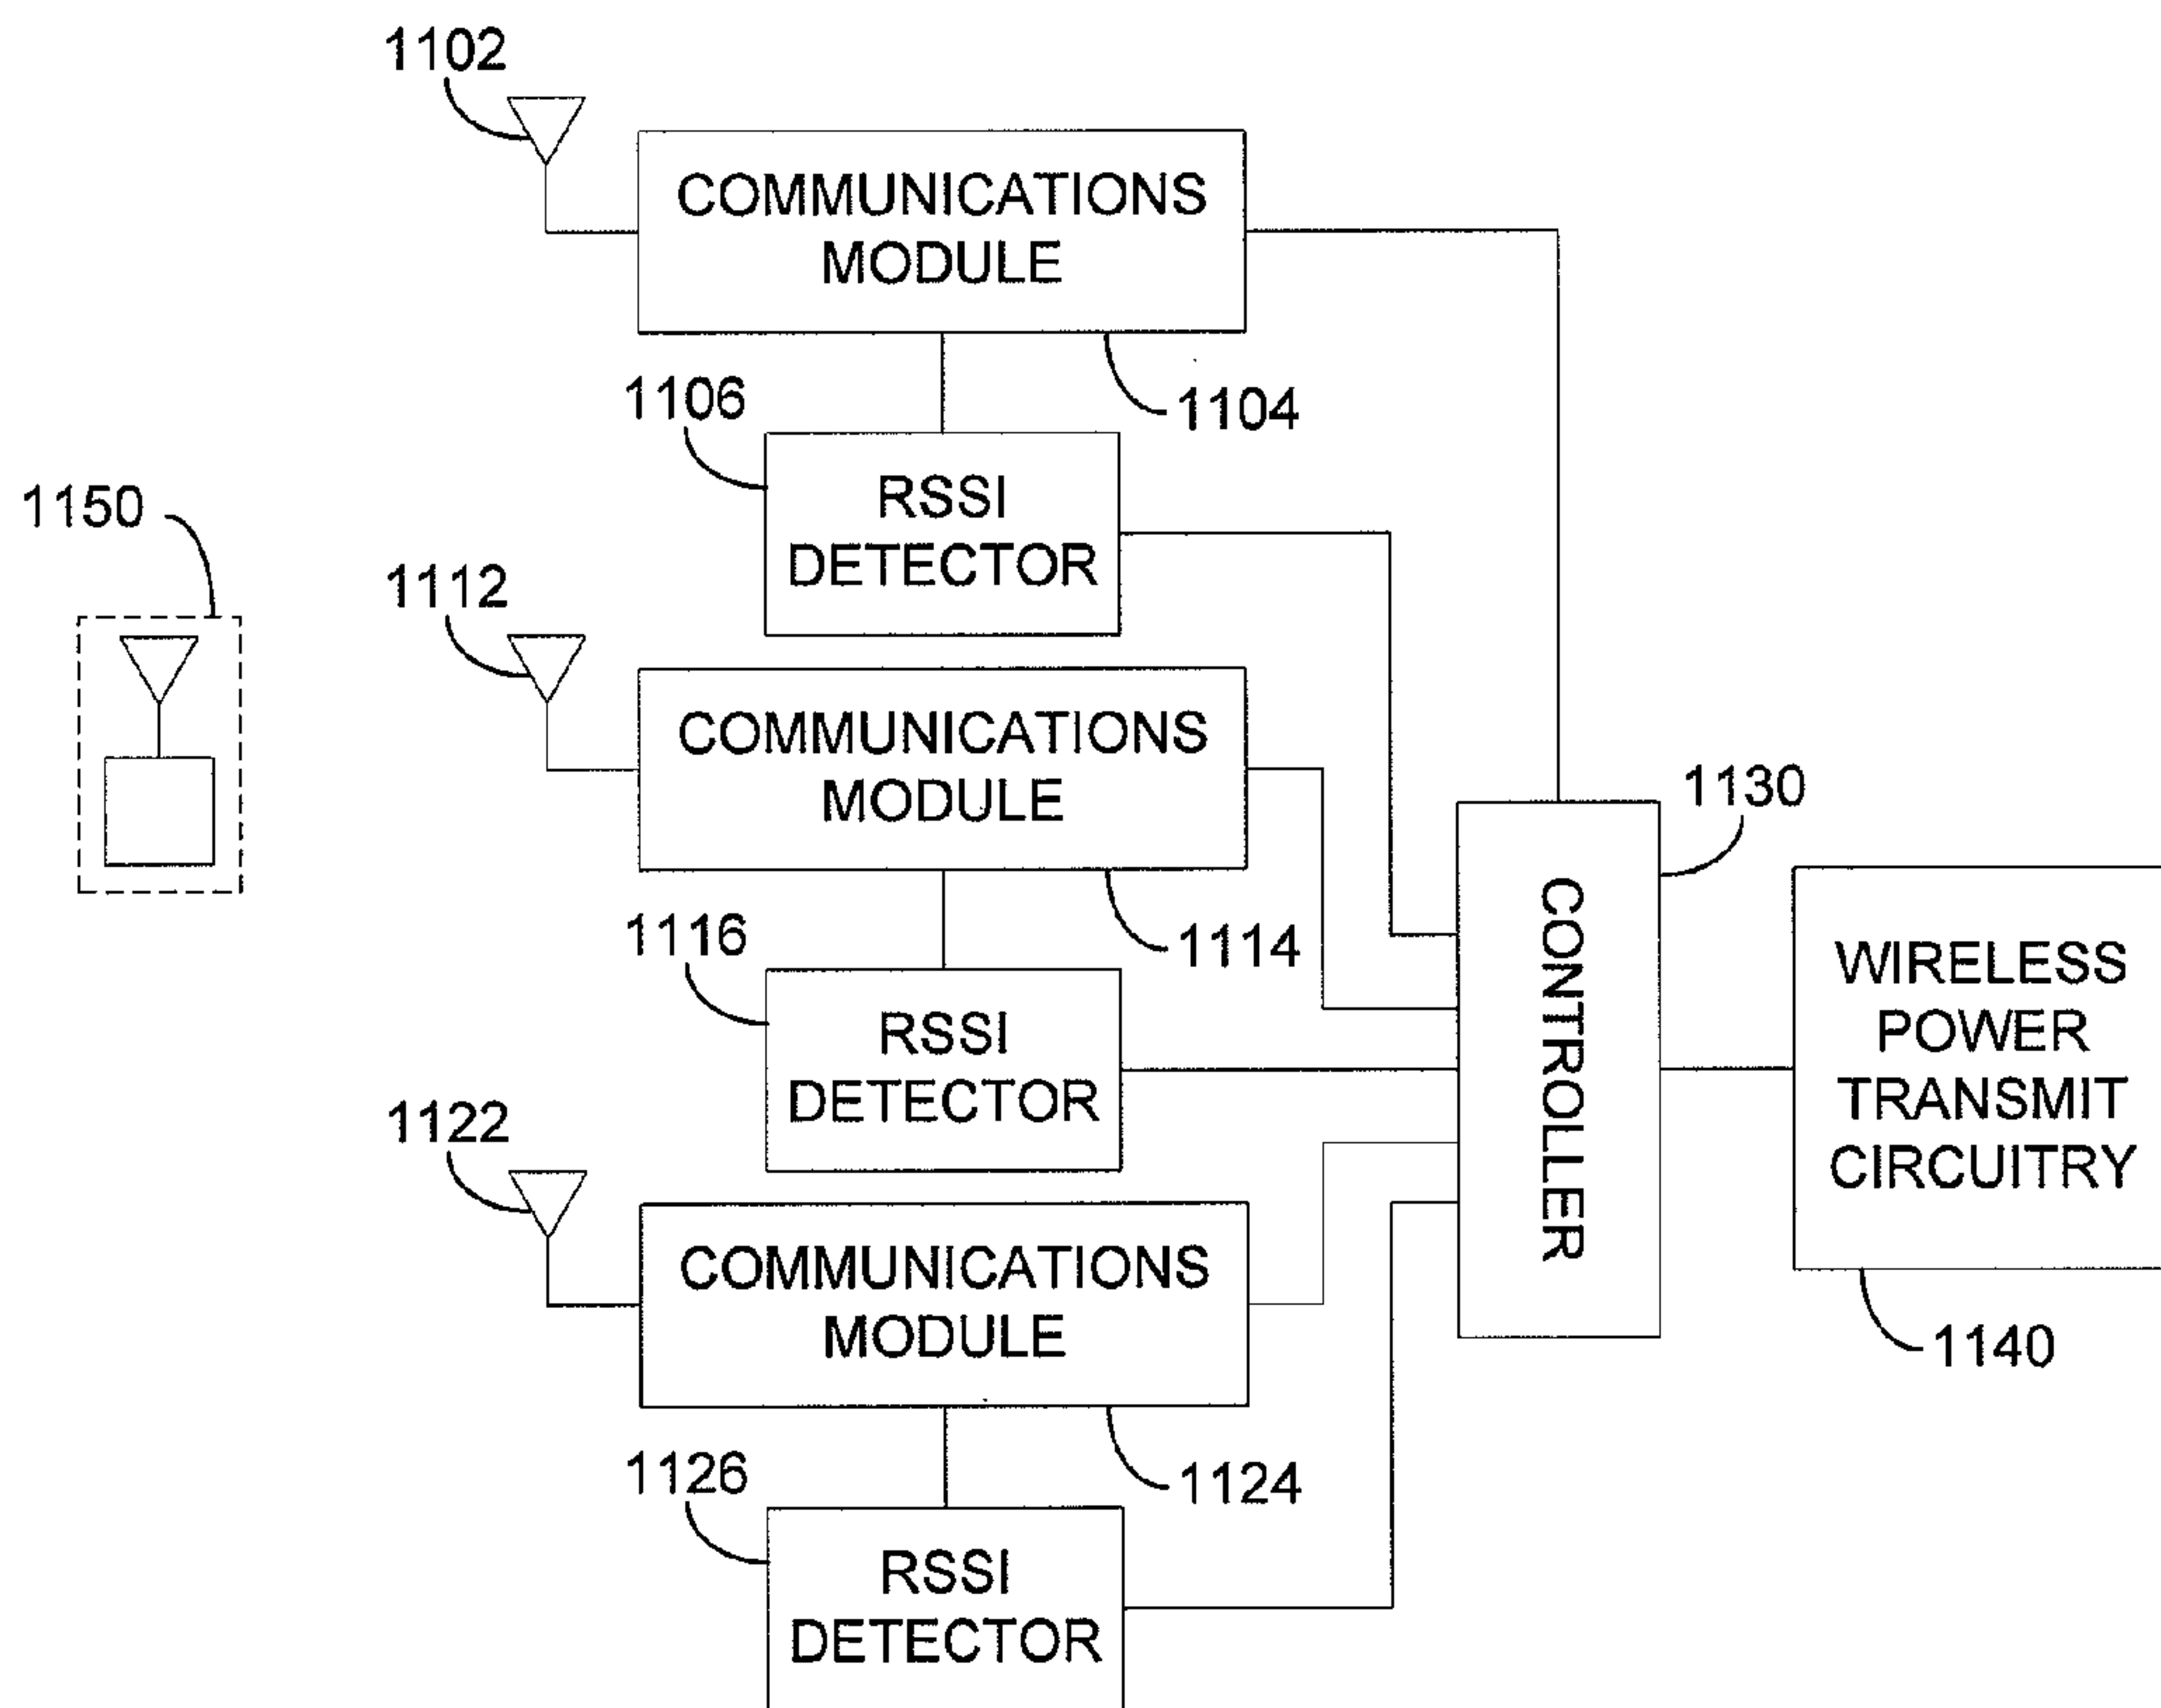 1102
COMMUNICATIONS
MODULE
1104
1106
RSSI
DETECTOR
1150
1112
COMMUNICATIONS
MODULE
1114
1116
RSSI
DETECTOR
1130
CONTROLLER
WIRELESS
POWER
TRANSMIT
CIRCUITRY
1140
1122
COMMUNICATIONS
MODULE
1124
1126
RSSI
DETECTOR